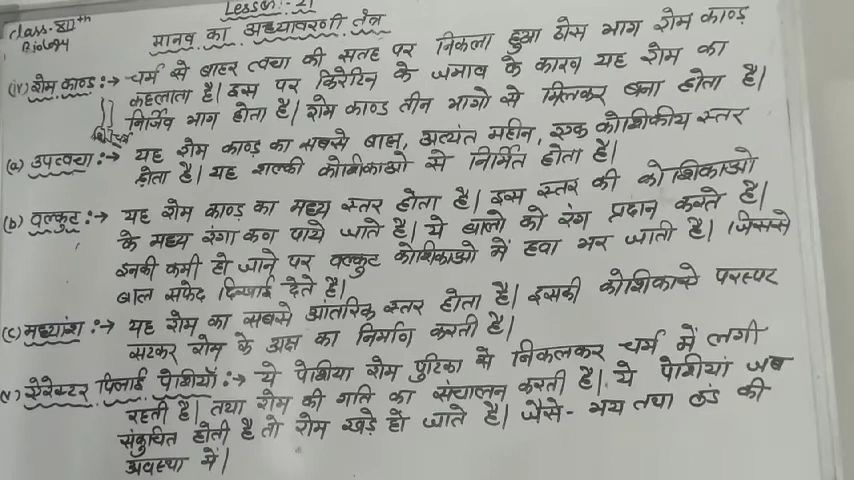 Lesson - 21
Class - XIIth
Biology
मानव का अध्यावरणी तंत्र
(iv) रोम काण्ड :→ चर्म से बाहर त्वचा की सतह पर निकला हुआ ठोस भाग रोम काण्ड
कहलाता है। इस पर किरेटिन के जमाव के कारण यह रोम का
निर्जिव भाग होता है। रोम काण्ड तीन भागो से मिलकर बना होता है।
(a) उपत्वचा :→ यह रोम काण्ड का सबसे बाह्य, अत्यंत महीन, एक कोशिकीय स्तर
होता है। यह शल्की कोशिकाओ से निर्मित होता है।
(b) वल्कुट :→ यह रोम काण्ड का मध्य स्तर होता है। इस स्तर की कोशिकाओ
के मध्य रंगा कण पाये जाते है। ये बालो को रंग प्रदान करते है।
इनकी कमी हो जाने पर वल्कुट कोशिकाओ में हवा भर जाती है। जिससे
बाल सफेद दिखाई देते है।
(c) मध्यांश :→ यह रोम का सबसे आंतरिक स्तर होता है। इसकी कोशिकासे परस्पर
सटकर रोम के अक्ष का निर्माण करती है।
(v) ऐरेक्टर पिलाई पेशियाँ :→ ये पेशिया रोम पुटिका से निकलकर चर्म में लगी
रहती है। तथा रोम की गति का संचालन करती है। ये पेशियां जब
संकुचित होती है तो रोम खड़े हो जाते है। जैसे - भय तथा ठंड की
अवस्था में।